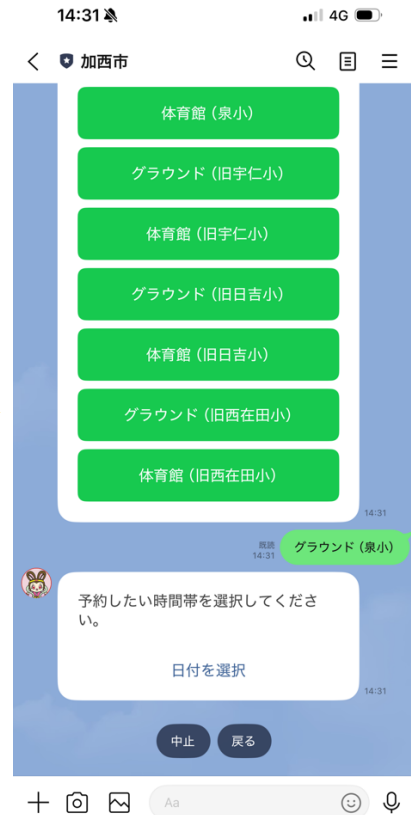 14:31
4G
加西市
体育館（泉小）
グラウンド（旧宇仁小）
体育館（旧宇仁小）
グラウンド（旧日吉小）
体育館（旧日吉小）
グラウンド（旧西在田小）
体育館（旧西在田小）
14:31
既読
14:31
グラウンド（泉小）
予約したい時間帯を選択してくださ
い。
日付を選択
14:31
中止
戻る
Aa